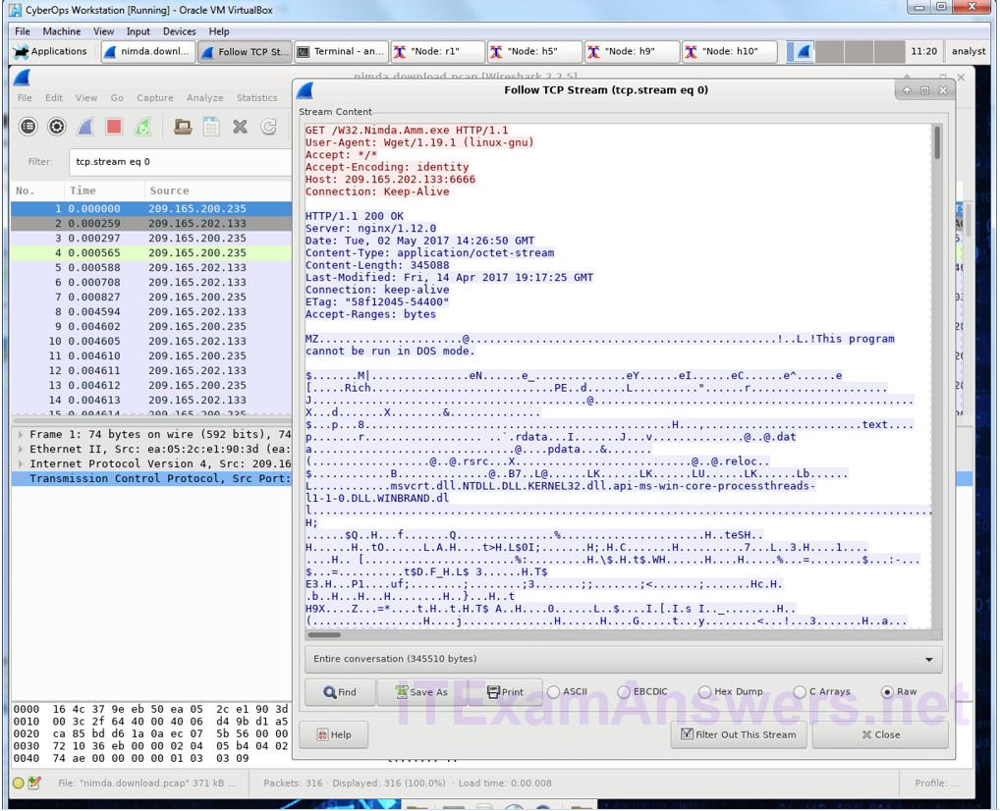 CyberOps Workstation [Running] - Oracle VM VirtualBox
File Machine View Input Devices Help
Applications nimda.downl... Follow TCP St... Terminal - an... "Node: r1" "Node: h5" "Node: h9" "Node: h10" 11:20 analyst
nimda.download.pcap [Wireshark 2.2.5]
File Edit View Go Capture Analyze Statistics
Filter: tcp.stream eq 0
No. Time Source
1 0.000000 209.165.200.235
2 0.000259 209.165.202.133
3 0.000297 209.165.200.235
4 0.000565 209.165.200.235
5 0.000588 209.165.202.133
6 0.000708 209.165.202.133
7 0.000827 209.165.200.235
8 0.004594 209.165.202.133
9 0.004602 209.165.200.235
10 0.004605 209.165.202.133
11 0.004610 209.165.200.235
12 0.004611 209.165.202.133
13 0.004612 209.165.200.235
14 0.004613 209.165.202.133
15 0.004614 209.165.200.235
Frame 1: 74 bytes on wire (592 bits), 74
Ethernet II, Src: ea:05:2c:e1:90:3d (ea:
Internet Protocol Version 4, Src: 209.16
Transmission Control Protocol, Src Port:
0000 16 4c 37 9e eb 50 ea 05 2c e1 90 3d
0010 00 3c 2f 64 40 00 40 06 d4 9b d1 a5
0020 ca 85 bd d6 1a 0a ec 07 5b 56 00 00
0030 72 10 36 eb 00 00 02 04 05 b4 04 02
0040 74 ae 00 00 00 00 01 03 03 09
File: "nimda.download.pcap" 371 kB ... Packets: 316 · Displayed: 316 (100.0%) · Load time: 0:00.008 Profile: ...
Follow TCP Stream (tcp.stream eq 0)
Stream Content
GET /W32.Nimda.Amm.exe HTTP/1.1
User-Agent: Wget/1.19.1 (linux-gnu)
Accept: */*
Accept-Encoding: identity
Host: 209.165.202.133:6666
Connection: Keep-Alive
HTTP/1.1 200 OK
Server: nginx/1.12.0
Date: Tue, 02 May 2017 14:26:50 GMT
Content-Type: application/octet-stream
Content-Length: 345088
Last-Modified: Fri, 14 Apr 2017 19:17:25 GMT
Connection: keep-alive
ETag: "58f12045-54400"
Accept-Ranges: bytes
MZ......................@...............................................!..L.!This program
cannot be run in DOS mode.
$.......M|...............eN......e_..............eY......eI......eC......e^......e
[.....Rich............................PE..d......L.........."......r.....................
J...........................................@.................................................
X...d.......X........&...........................
$...p...8................................................H...,..................text....
p.......r...................... ..`.rdata...I.......J...v..............@..@.dat
a...............................@....pdata...&.......
(..................@..@.rsrc...X...........................@..@.reloc..
$............B..............@..B7..L@......LK......LK......LU......LK......Lb......
L............msvcrt.dll.NTDLL.DLL.KERNEL32.dll.api-ms-win-core-processthreads-
l1-1-0.DLL.WINBRAND.dl
l...............................................................................................
H;
......$Q..H...f.......Q...............%......................H..teSH..
H......H..tO......L.A.H....t>H.L$0I;.......H;.H.C.......H..........7...L..3.H....1....
....H.. [.......................%:.........H.\$.H.t$.WH......H....H.....%...=........$...:-...
$...=..........t$D.F_H.L$ 3......H.T$
E3.H...P1....uf;.......;........;3.......;;.......;<......;........Hc.H.
.b..H...H...H........H..}...H..t
H9X....Z...=*....t.H..t.H.T$ A..H....0......L..$....I.[.I.s I.._........H..
(.................H....j..............H.......H....G.....t...y........<...!...3.......H..a...
Entire conversation (345510 bytes)
Find Save As Print ASCII EBCDIC Hex Dump C Arrays Raw
Help Filter Out This Stream Close
ITExamAnswers.net